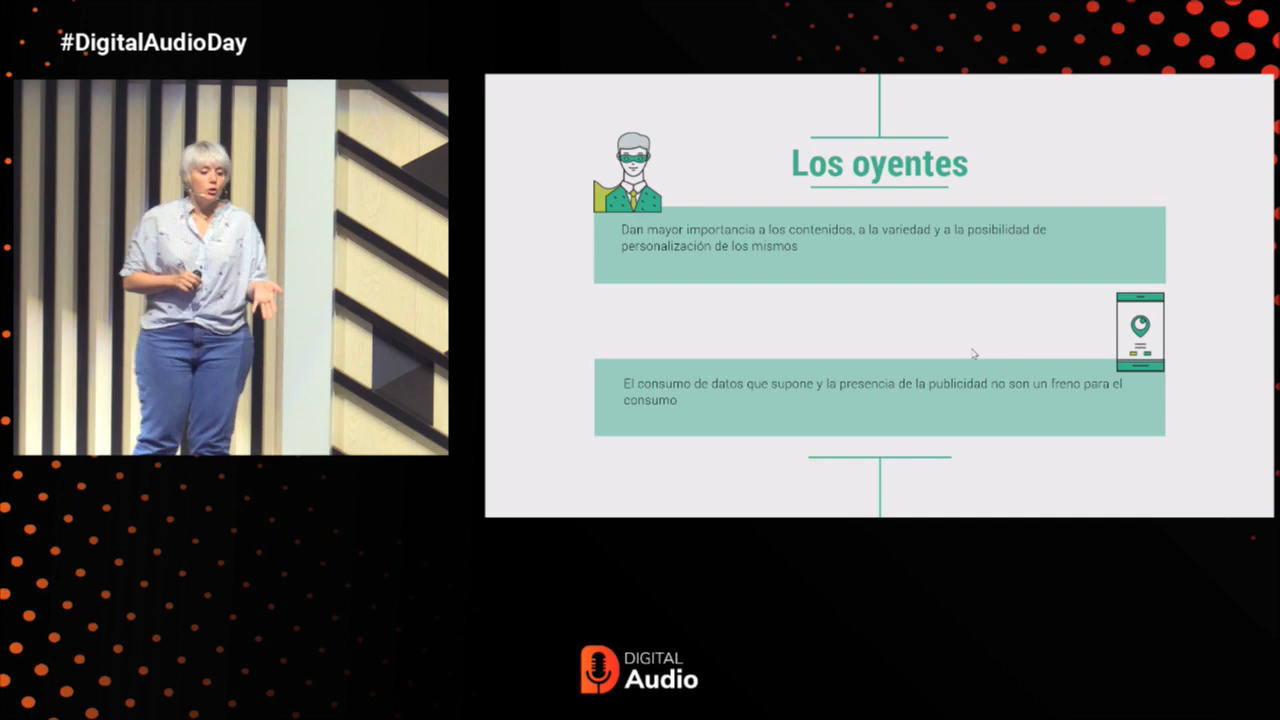 #DigitalAudioDay
Los oyentes
Dan mayor importancia a los contenidos, a la variedad y a la posibilidad de
personalización de los mismos
El consumo de datos que supone y la presencia de la publicidad no son un freno para el
consumo
DIGITAL
Audio